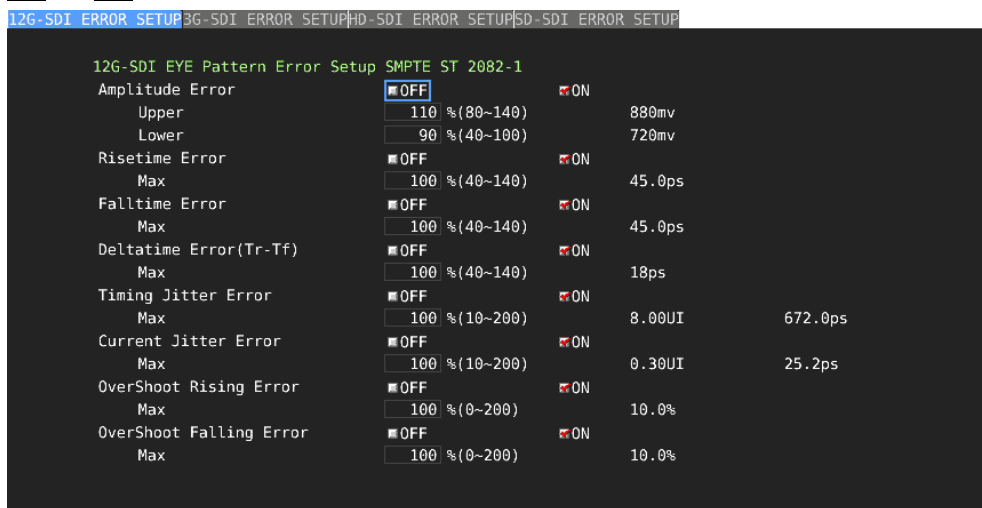 12G-SDI ERROR SETUP 3G-SDI ERROR SETUP HD-SDI ERROR SETUP SD-SDI ERROR SETUP
12G-SDI EYE Pattern Error Setup SMPTE ST 2082-1
Amplitude Error OFF ON
Upper 110 %(80~140) 880mv
Lower 90 %(40~100) 720mv
Risetime Error OFF ON
Max 100 %(40~140) 45.0ps
Falltime Error OFF ON
Max 100 %(40~140) 45.0ps
Deltatime Error(Tr-Tf) OFF ON
Max 100 %(40~140) 18ps
Timing Jitter Error OFF ON
Max 100 %(10~200) 8.00UI 672.0ps
Current Jitter Error OFF ON
Max 100 %(10~200) 0.30UI 25.2ps
OverShoot Rising Error OFF ON
Max 100 %(0~200) 10.0%
OverShoot Falling Error OFF ON
Max 100 %(0~200) 10.0%